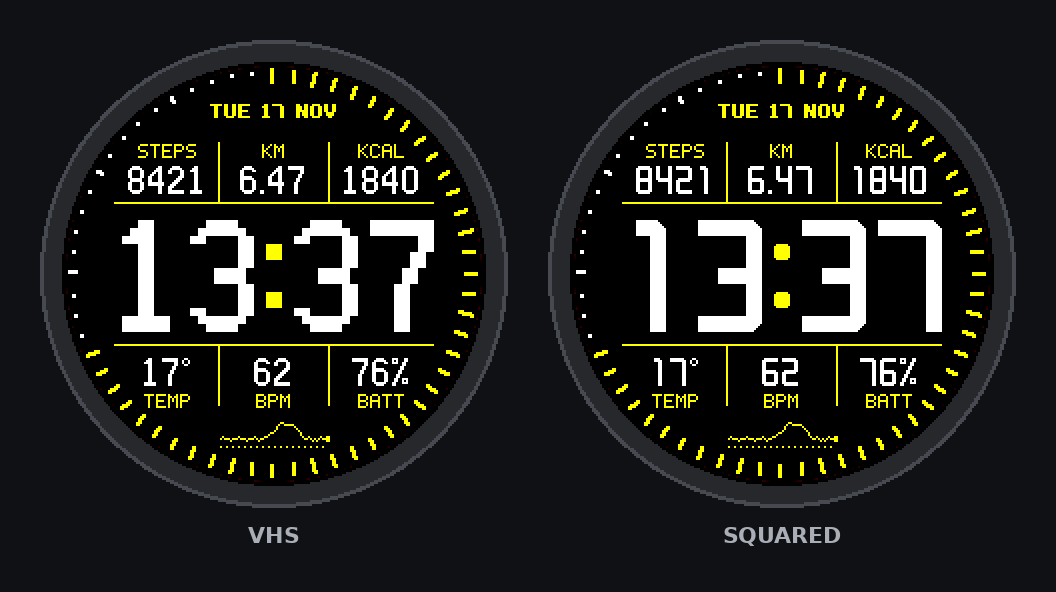 TUE 17 NOV
STEPS KM KCAL
8421 6.47 1840
13:37
17° 62 76%
TEMP BPM BATT
VHS
TUE 17 NOV
STEPS KM KCAL
8421 6.47 1840
13:37
17° 62 76%
TEMP BPM BATT
SQUARED